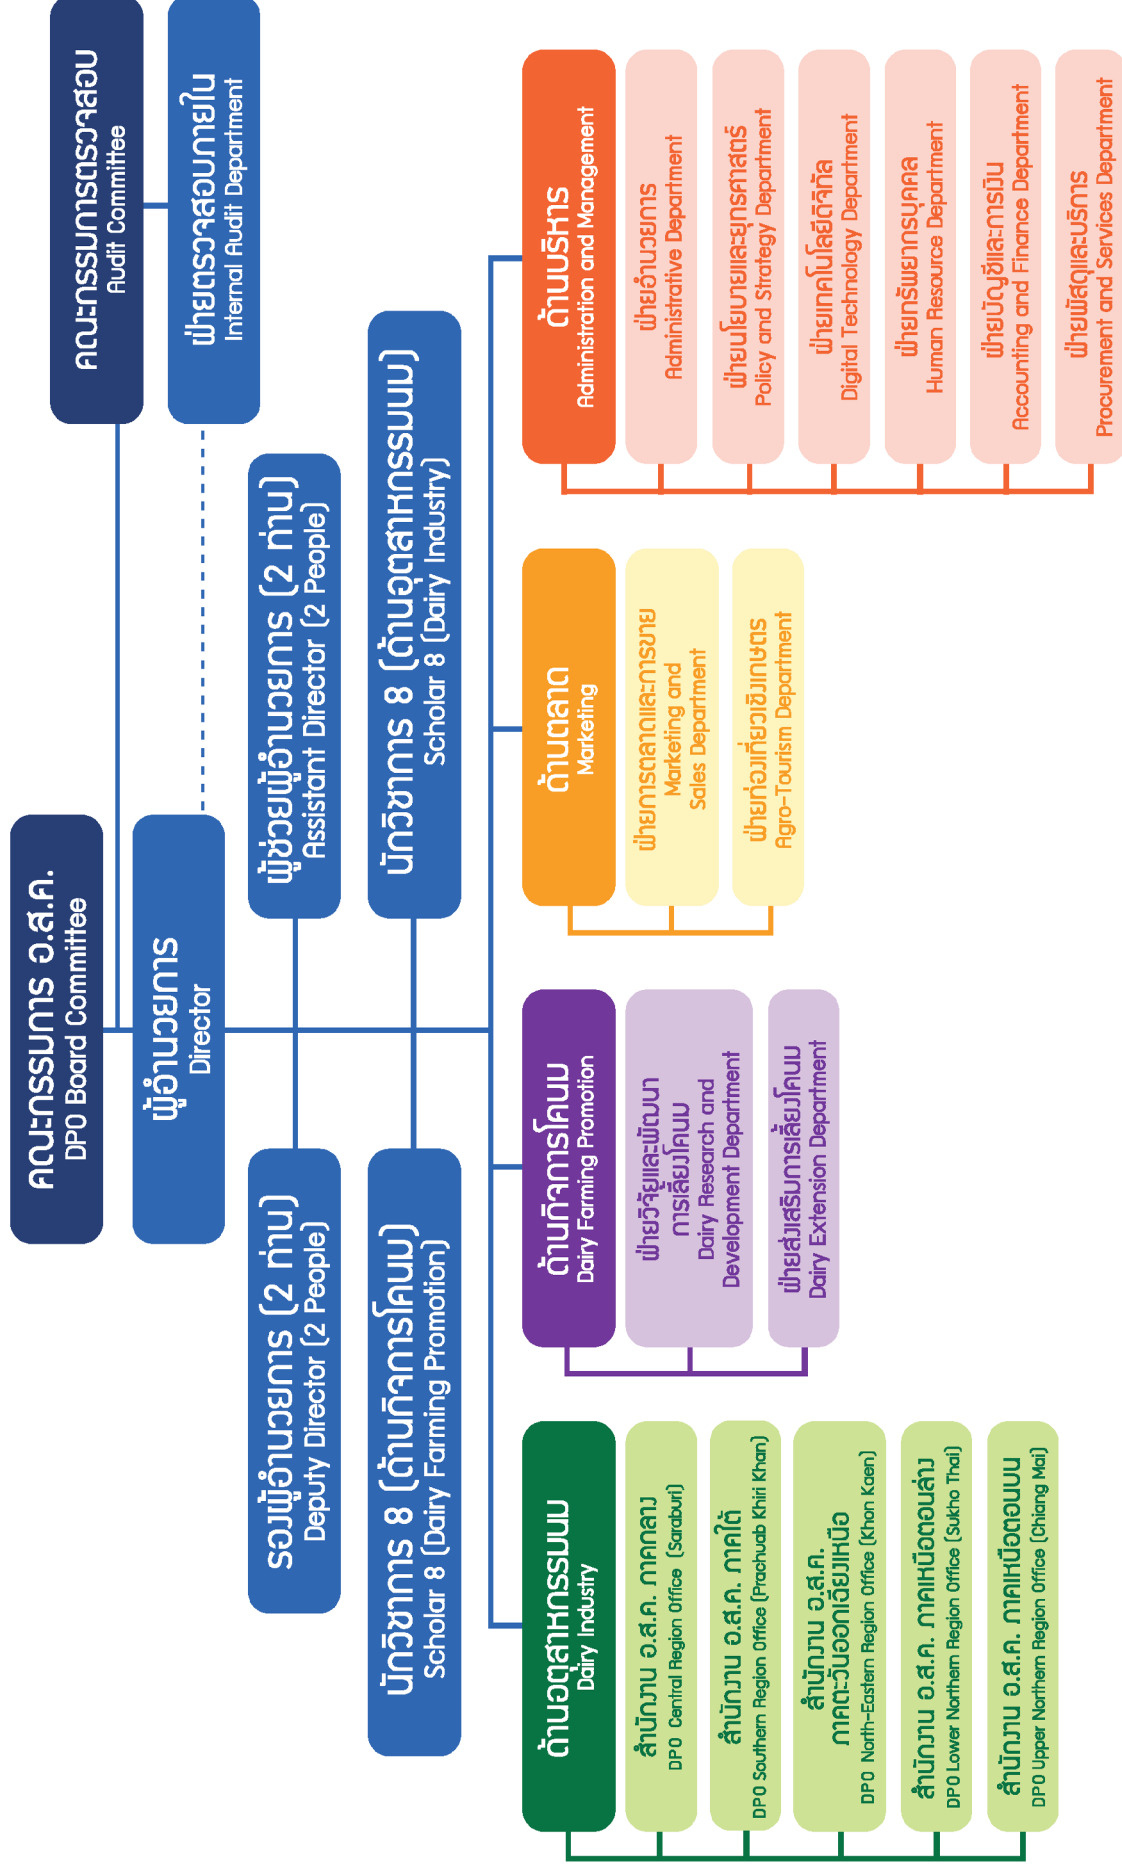 คณะกรรมการ อ.ส.ค.
DPO Board Committee
คณะกรรมการตรวจสอบ
Audit Committee
ผู้อำนวยการ
Director
ฝ่ายตรวจสอบภายใน
Internal Audit Department
รองผู้อำนวยการ (2 ท่าน)
Deputy Director (2 People)
ผู้ช่วยผู้อำนวยการ (2 ท่าน)
Assistant Director (2 People)
นักวิชาการ 8 (ด้านกิจการโคนม)
Scholar 8 (Dairy Farming Promotion)
นักวิชาการ 8 (ด้านอุตสาหกรรมนม)
Scholar 8 (Dairy Industry)
ด้านอุตสาหกรรมนม
Dairy Industry
สำนักงาน อ.ส.ค. ภาคกลาง
DPO Central Region Office (Saraburi)
สำนักงาน อ.ส.ค. ภาคใต้
DPO Southern Region Office (Prachuab Khiri Khan)
สำนักงาน อ.ส.ค.
ภาคตะวันออกเฉียงเหนือ
DPO North-Eastern Region Office (Khon Kaen)
สำนักงาน อ.ส.ค. ภาคเหนือตอนล่าง
DPO Lower Northern Region Office (Sukho Thai)
สำนักงาน อ.ส.ค. ภาคเหนือตอนบน
DPO Upper Northern Region Office (Chiang Mai)
ด้านกิจการโคนม
Dairy Farming Promotion
ฝ่ายวิจัยและพัฒนา
การเลี้ยงโคนม
Dairy Research and
Development Department
ฝ่ายส่งเสริมการเลี้ยงโคนม
Dairy Extension Department
ด้านตลาด
Marketing
ฝ่ายการตลาดและการขาย
Marketing and
Sales Department
ฝ่ายท่องเที่ยวเชิงเกษตร
Agro-Tourism Department
ด้านบริหาร
Administration and Management
ฝ่ายอำนวยการ
Administrative Department
ฝ่ายนโยบายและยุทธศาสตร์
Policy and Strategy Department
ฝ่ายเทคโนโลยีดิจิทัล
Digital Technology Department
ฝ่ายทรัพยากรบุคคล
Human Resource Department
ฝ่ายบัญชีและการเงิน
Accounting and Finance Department
ฝ่ายพัสดุและบริการ
Procurement and Services Department